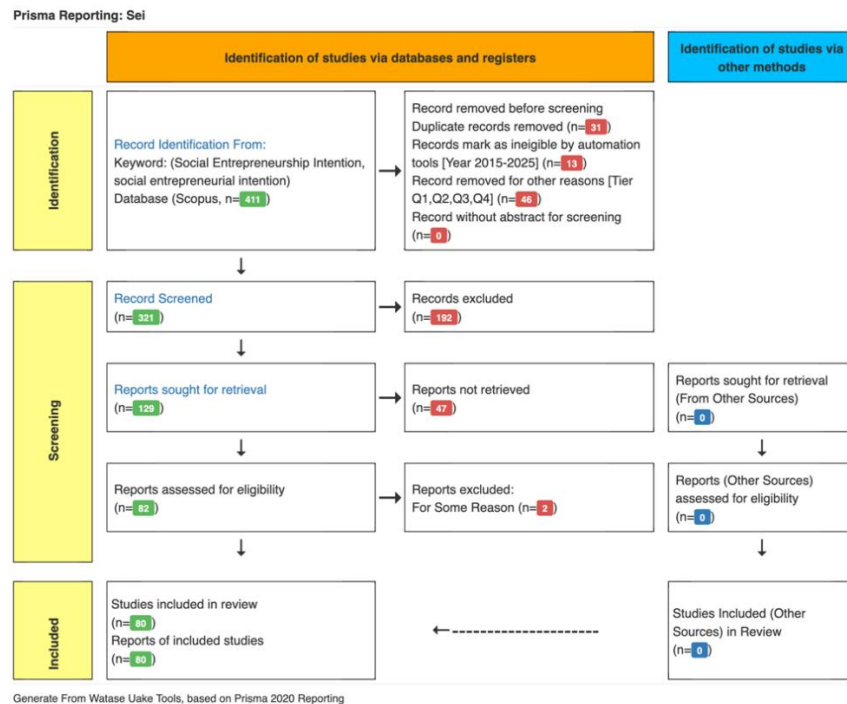 Prisma Reporting: Sei
Identification of studies via databases and registers
Identification of studies via
other methods
Identification
Record Identification From:
Keyword: (Social Entrepreneurship Intention,
social entrepreneurial intention)
Database (Scopus, n= 411)
Record removed before screening
Duplicate records removed (n= 31)
Records mark as ineigible by automation
tools [Year 2015-2025] (n= 13)
Record removed for other reasons [Tier
Q1,Q2,Q3,Q4] (n= 46)
Record without abstract for screening
(n= 0)
Screening
Record Screened
(n= 321)
Records excluded
(n= 192)
Reports sought for retrieval
(n= 129)
Reports not retrieved
(n= 47)
Reports sought for retrieval
(From Other Sources)
(n= 0)
Reports assessed for eligibility
(n= 82)
Reports excluded:
For Some Reason (n= 2)
Reports (Other Sources)
assessed for eligibility
(n= 0)
Included
Studies included in review
(n= 80)
Reports of included studies
(n= 80)
Studies Included (Other
Sources) in Review
(n= 0)
Generate From Watase Uake Tools, based on Prisma 2020 Reporting